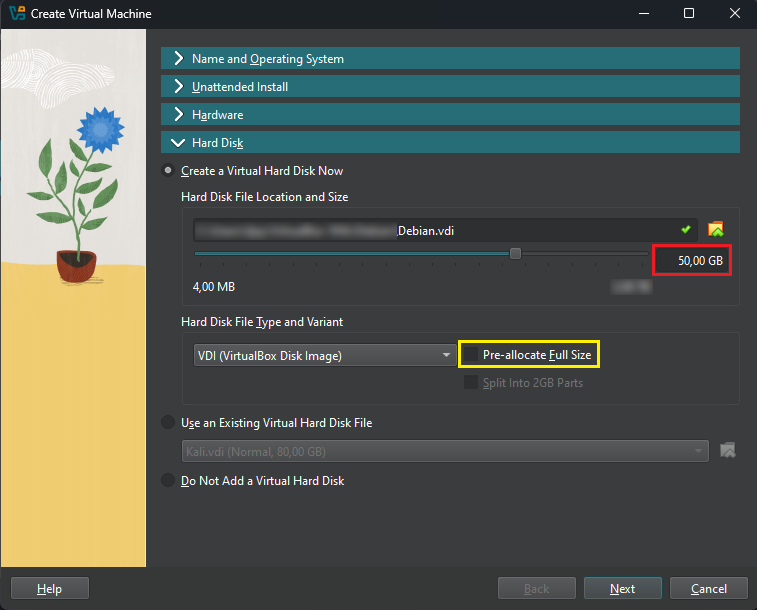 Create Virtual Machine
Name and Operating System
Unattended Install
Hardware
Hard Disk
Create a Virtual Hard Disk Now
Hard Disk File Location and Size
Debian.vdi
50,00 GB
4,00 MB
Hard Disk File Type and Variant
VDI (VirtualBox Disk Image)
Pre-allocate Full Size
Split Into 2GB Parts
Use an Existing Virtual Hard Disk File
Kali.vdi (Normal, 80,00 GB)
Do Not Add a Virtual Hard Disk
Help
Back
Next
Cancel